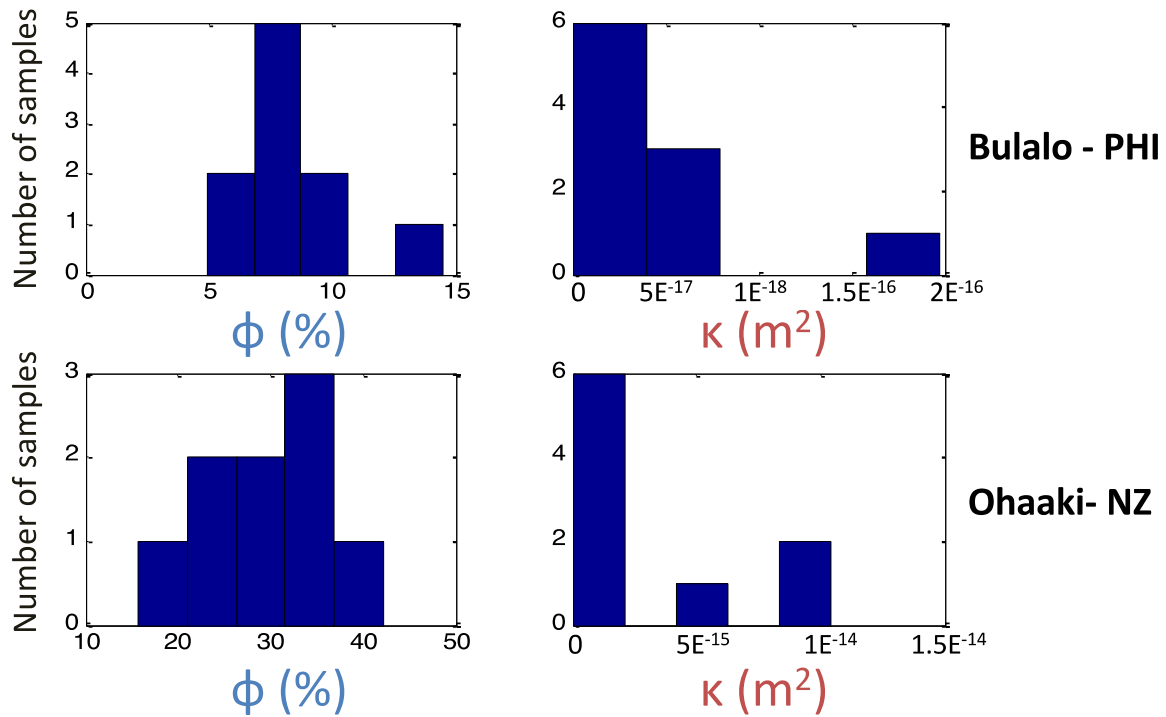 Number of samples
5
4
3
2
1
0
0 5 10 15
ϕ (%)
6
4
2
0
0 5E-17 1E-18 1.5E-16 2E-16
κ (m2)
Bulalo - PHI
Number of samples
3
2
1
0
10 20 30 40 50
ϕ (%)
6
4
2
0
0 5E-15 1E-14 1.5E-14
κ (m2)
Ohaaki- NZ